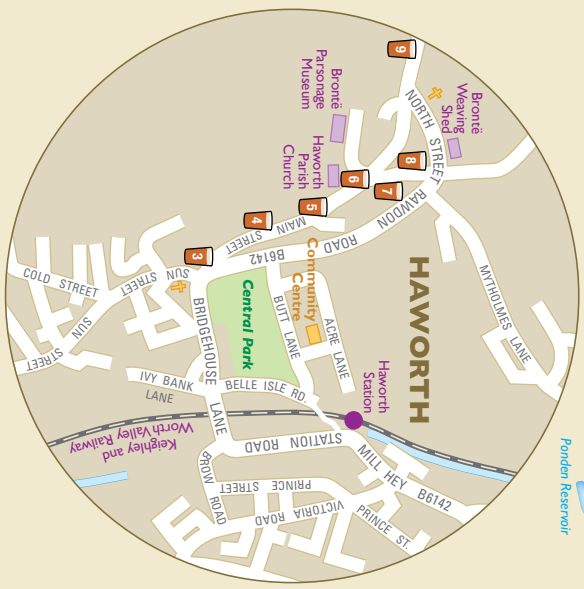 9
NORTH STREET
Brontë
Weaving
Shed
Brontë
Parsonage
Museum
8
7
6
Haworth
Parish
Church
5
4
3
MAIN STREET
RAWDON ROAD
B6142
MYTHOLMES LANE
HAWORTH
Community
Centre
Central Park
BUTT LANE
ACRE LANE
SUN STREET
COLD STREET
SUN STREET
BRIDGEHOUSE LANE
IVY BANK
LANE
BELLE ISLE RD.
Haworth
Station
Keighley and
Worth Valley Railway
STATION ROAD
MILL HEY B6142
BROW ROAD
PRINCE STREET
VICTORIA ROAD
PRINCE ST.
Ponden Reservoir